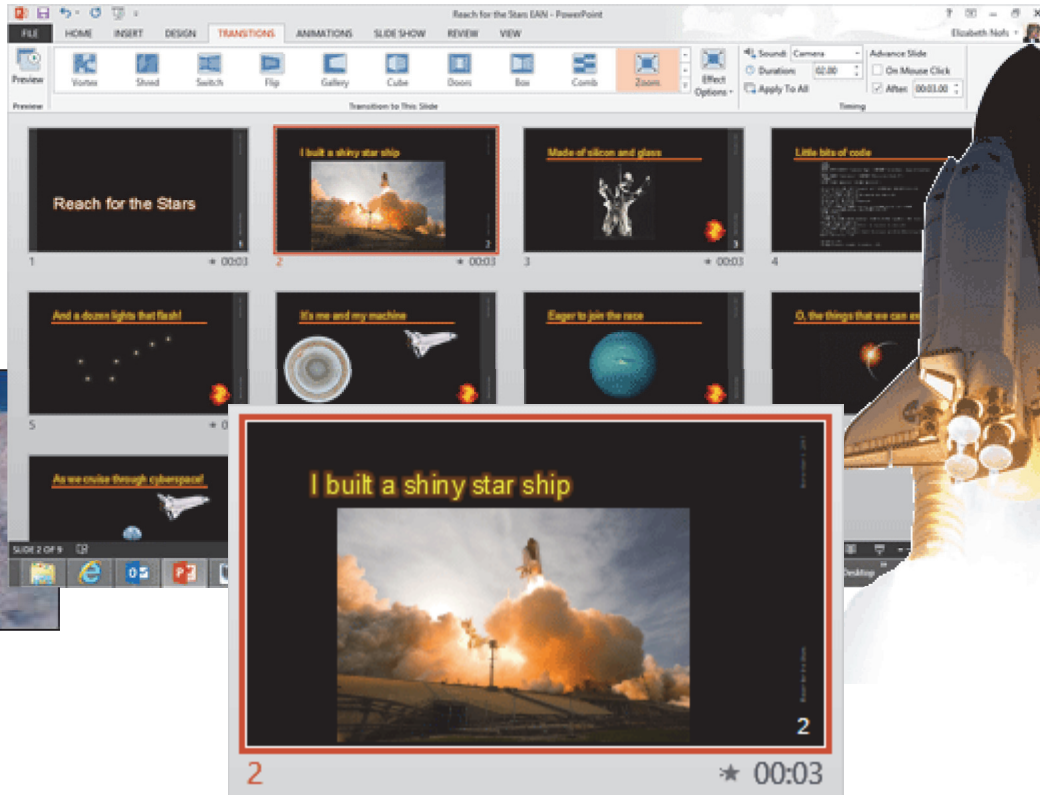 Reach for the Stars EAN - PowerPoint
FILE HOME INSERT DESIGN TRANSITIONS ANIMATIONS SLIDE SHOW REVIEW VIEW
Elizabeth Nofs
Preview
Vortex Shred Switch Flip Gallery Cube Doors Box Comb Zoom
Effect
Options
Sound: Camera
Duration: 02.00
Apply To All
Advance Slide
On Mouse Click
After: 00:03.00
Preview
Transition to This Slide
Timing
Reach for the Stars
1
1
00:03
I built a shiny star ship
2
2
00:03
Made of silicon and glass
3
3
00:03
Little bits of code
4
And a dozen lights that flash!
5
It's me and my machine
Eager to join the race
O, the things that we can
As we cruise through cyberspace!
SLIDE 2 OF 9
Desktop
I built a shiny star ship
2
2
00:03